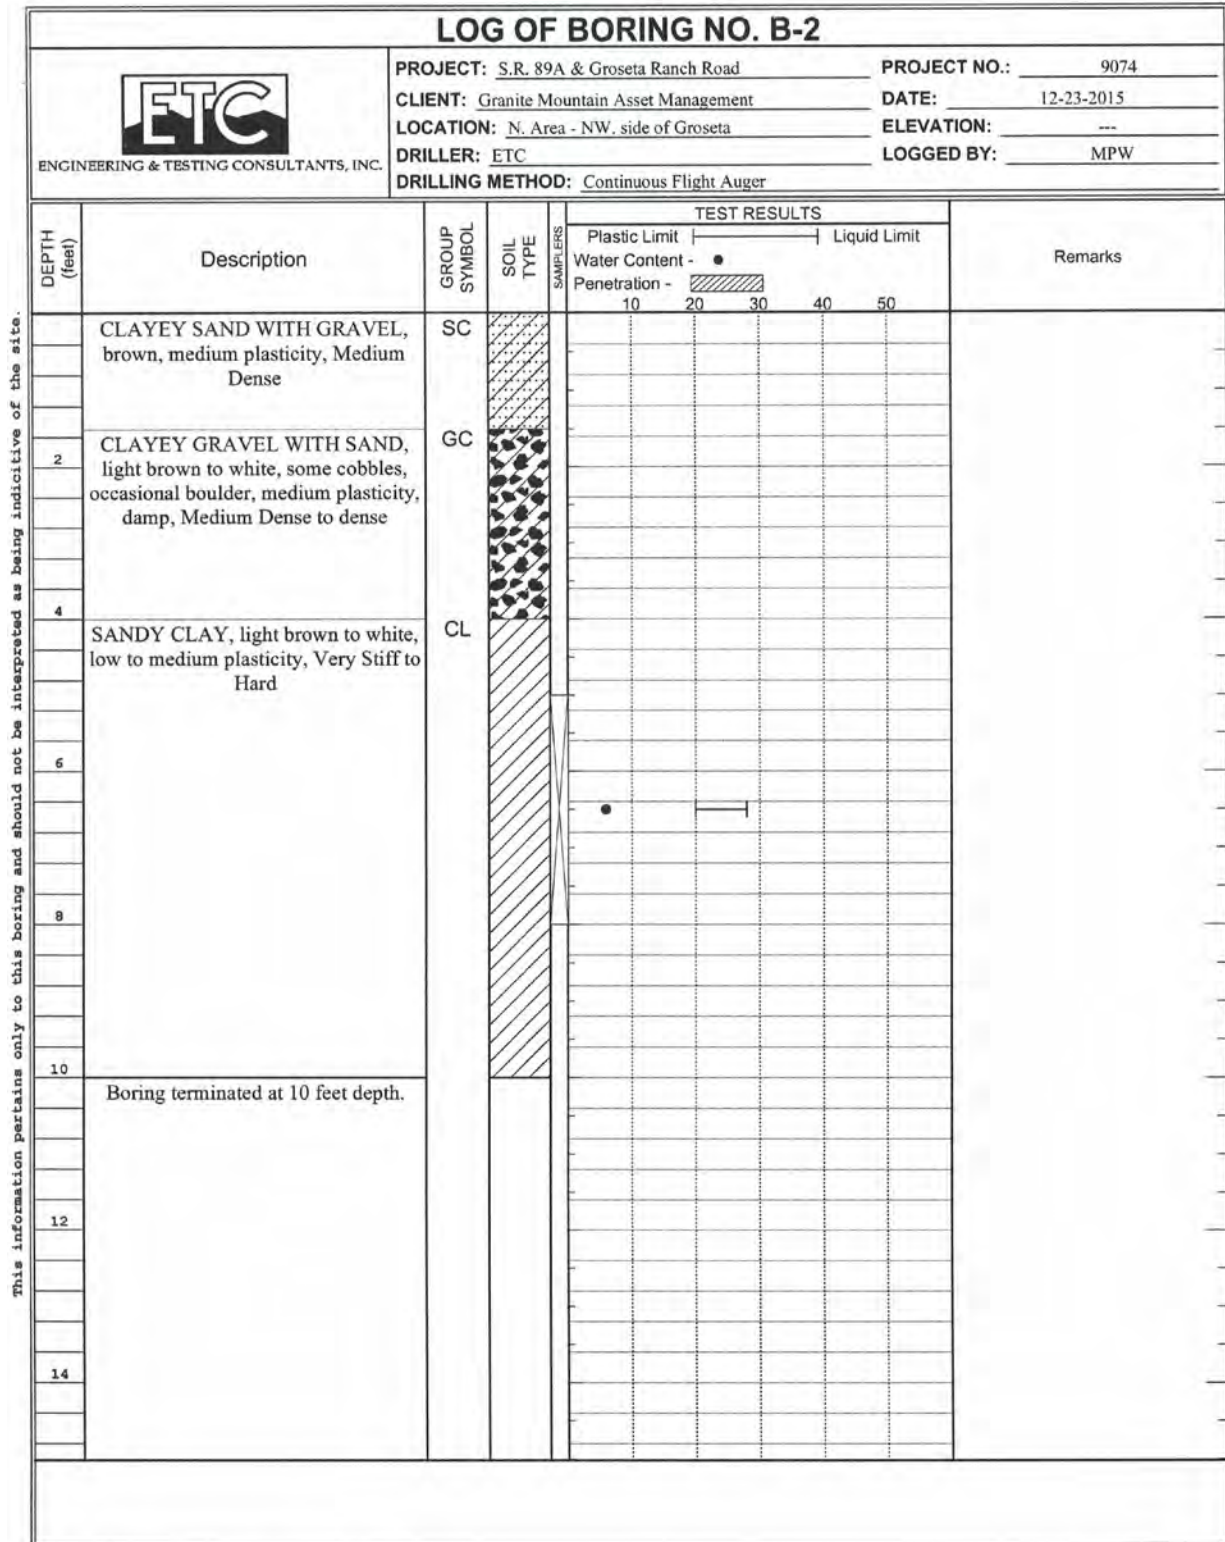 LOG OF BORING NO. B-2
ETC
ENGINEERING & TESTING CONSULTANTS, INC.
PROJECT: S.R. 89A & Groseta Ranch Road
PROJECT NO.: 9074
CLIENT: Granite Mountain Asset Management
DATE: 12-23-2015
LOCATION: N. Area - NW. side of Groseta
ELEVATION: ---
DRILLER: ETC
LOGGED BY: MPW
DRILLING METHOD: Continuous Flight Auger
DEPTH
(feet)
Description
GROUP
SYMBOL
SOIL
TYPE
SAMPLERS
TEST RESULTS
Plastic Limit Liquid Limit
Water Content -
Penetration -
10 20 30 40 50
Remarks
CLAYEY SAND WITH GRAVEL,
brown, medium plasticity, Medium
Dense
SC
CLAYEY GRAVEL WITH SAND,
light brown to white, some cobbles,
occasional boulder, medium plasticity,
damp, Medium Dense to dense
GC
2
4
SANDY CLAY, light brown to white,
low to medium plasticity, Very Stiff to
Hard
CL
6
8
10
Boring terminated at 10 feet depth.
12
14
This information pertains only to this boring and should not be interpreted as being indicitive of the site.